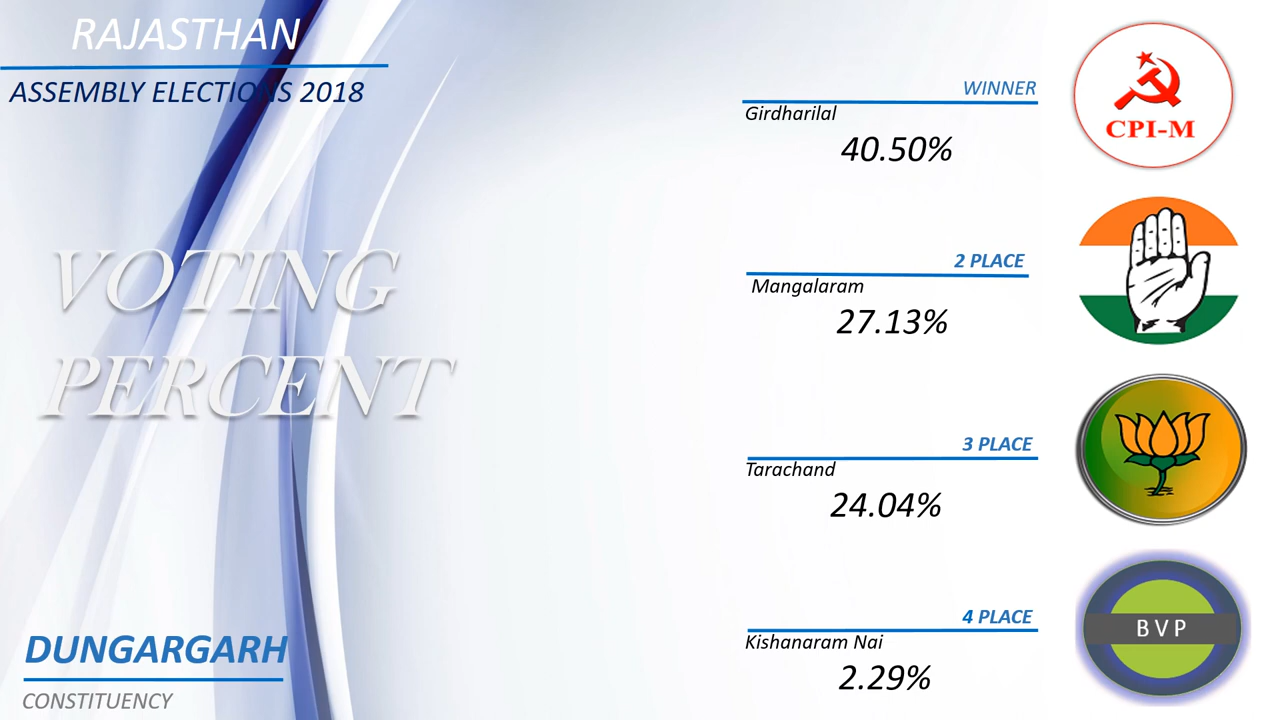 RAJASTHAN
ASSEMBLY ELECTIONS 2018
VOTING
PERCENT
DUNGARGARH
CONSTITUENCY
WINNER
Girdharilal
40.50%
CPI-M
2 PLACE
Mangalaram
27.13%
3 PLACE
Tarachand
24.04%
4 PLACE
Kishanaram Nai
2.29%
BVP